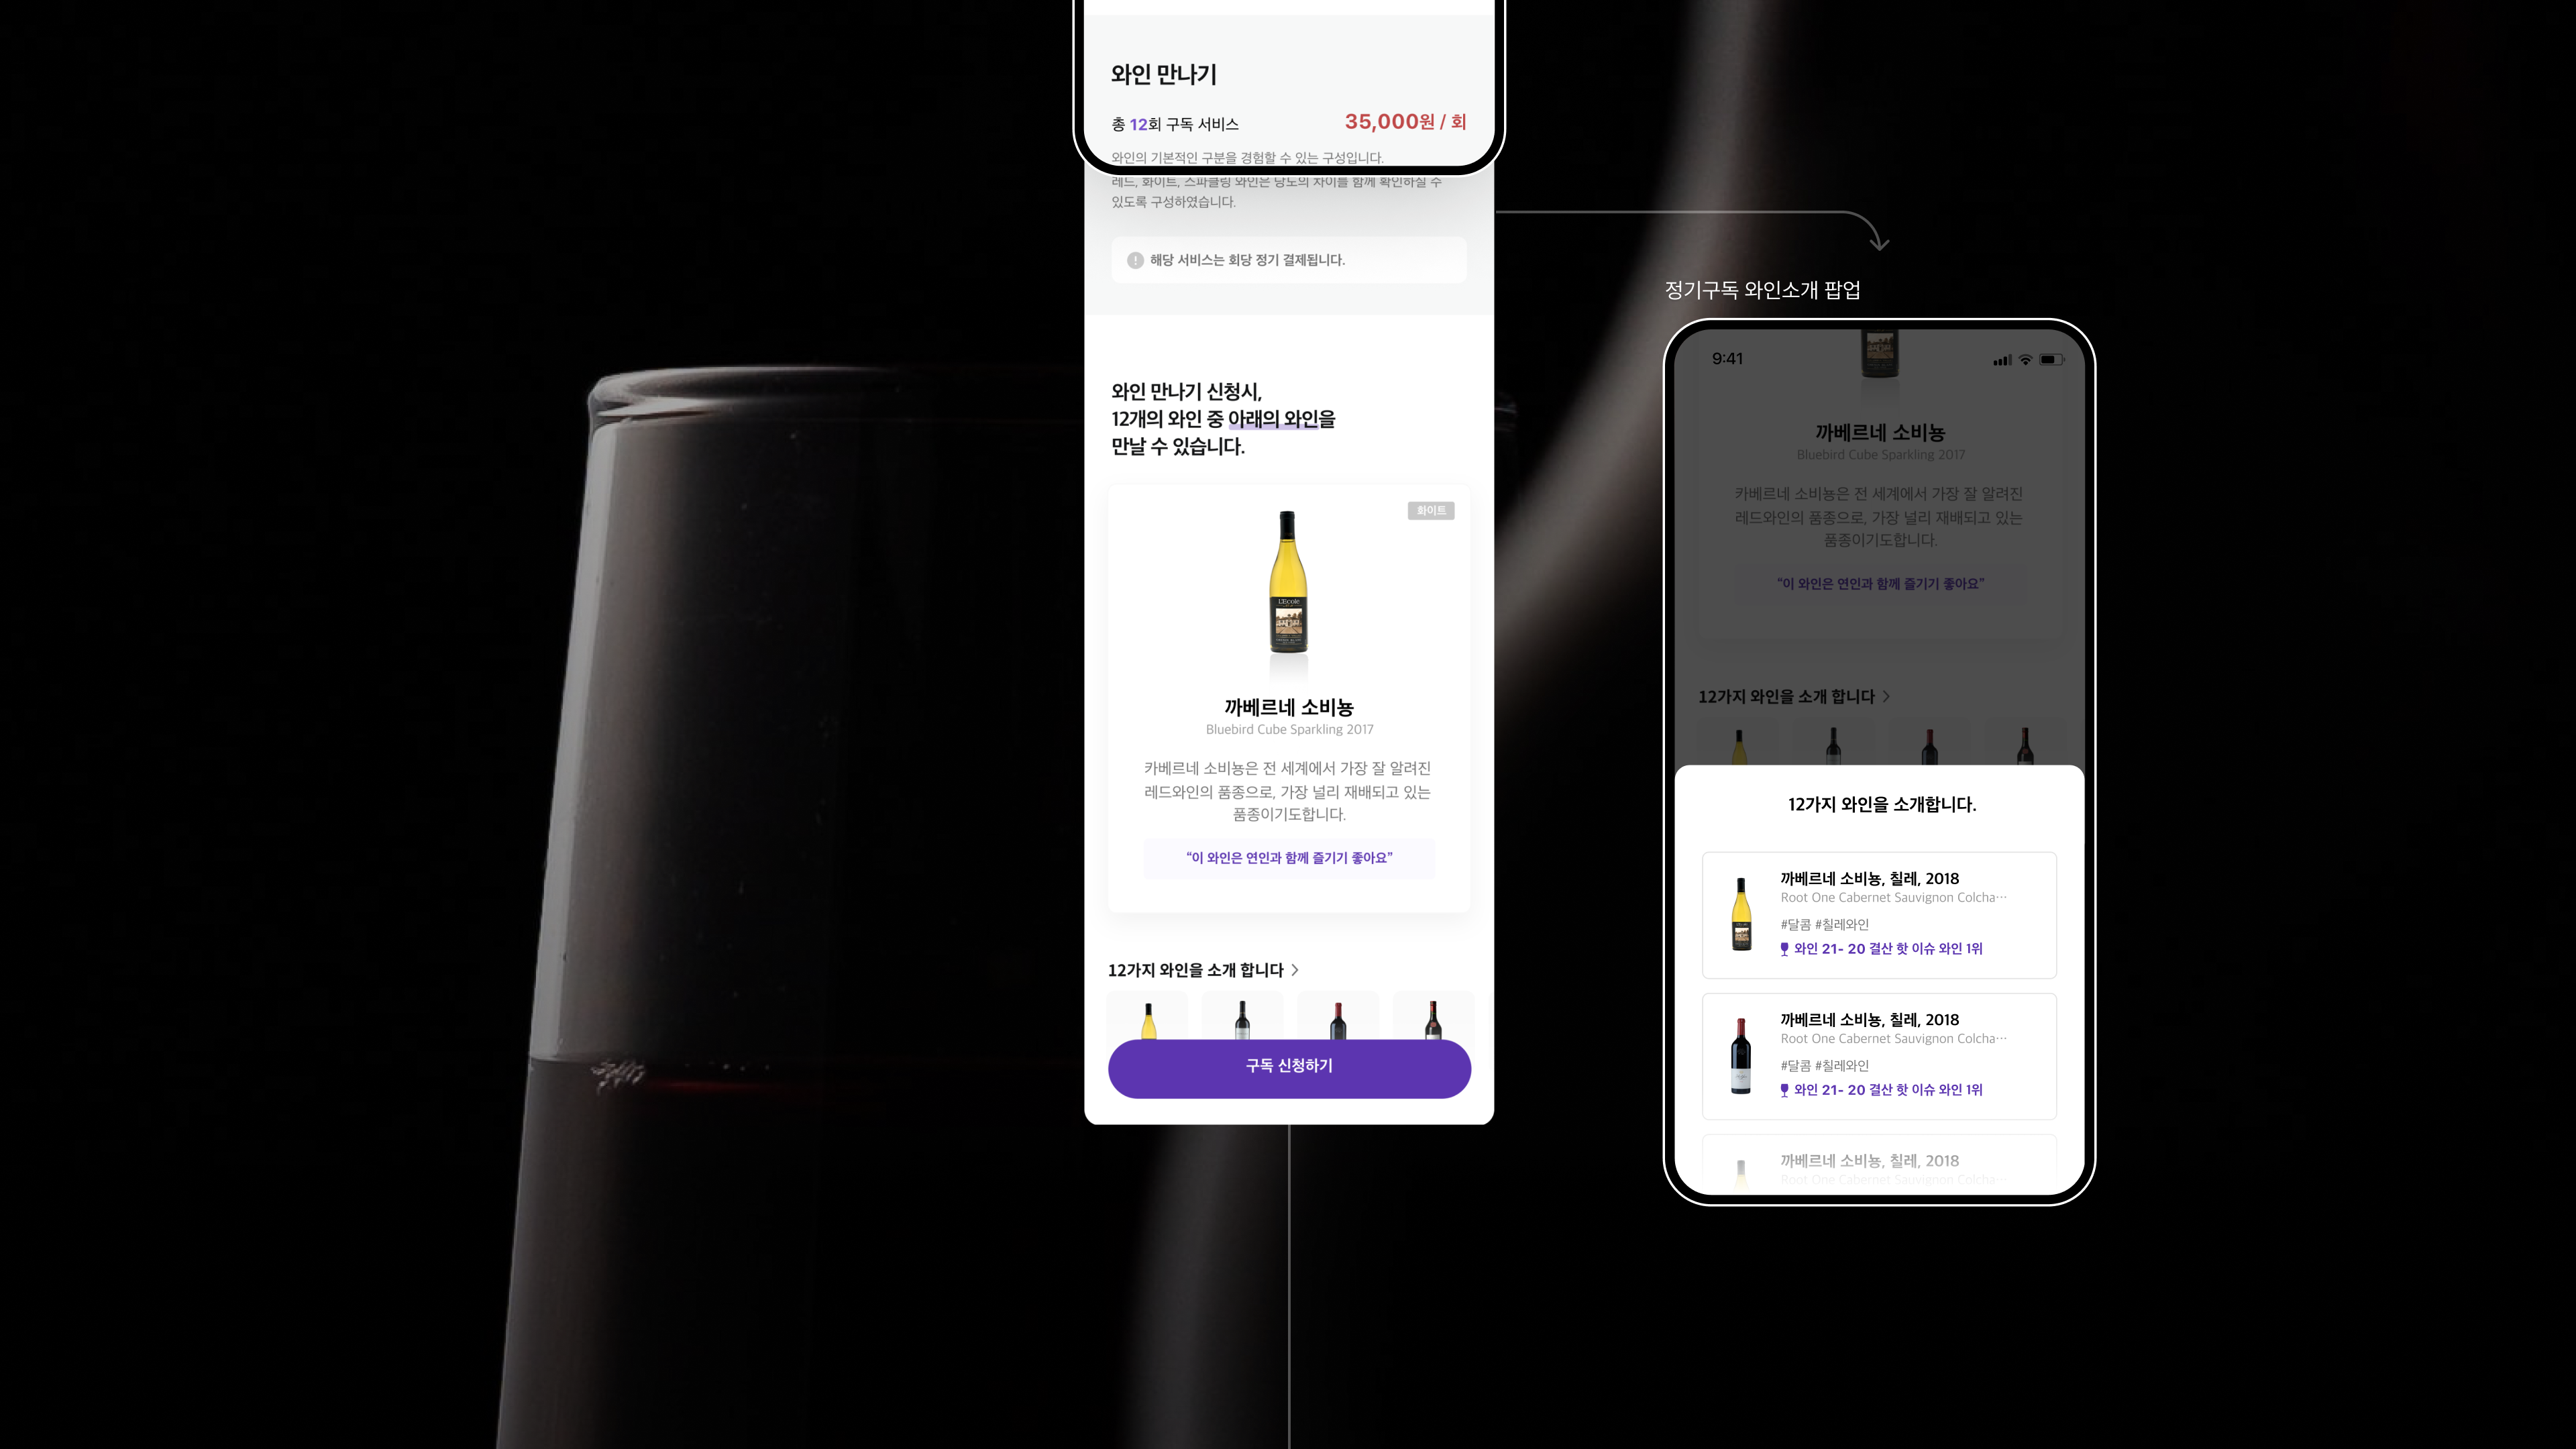 와인 만나기
총 12회 구독 서비스
35,000원 / 회
와인의 기본적인 구분을 경험할 수 있는 구성입니다.
레드, 화이트, 스파클링 와인은 당도의 차이를 함께 확인하실 수
있도록 구성하였습니다.
해당 서비스는 회당 정기 결제됩니다.
와인 만나기 신청시,
12개의 와인 중 아래의 와인을
만날 수 있습니다.
화이트
L'Ecole
까베르네 소비뇽
Bluebird Cube Sparkling 2017
카베르네 소비뇽은 전 세계에서 가장 잘 알려진
레드와인의 품종으로, 가장 널리 재배되고 있는
품종이기도합니다.
“이 와인은 연인과 함께 즐기기 좋아요”
12가지 와인을 소개 합니다
구독 신청하기
정기구독 와인소개 팝업
9:41
까베르네 소비뇽
Bluebird Cube Sparkling 2017
카베르네 소비뇽은 전 세계에서 가장 잘 알려진
레드와인의 품종으로, 가장 널리 재배되고 있는
품종이기도합니다.
“이 와인은 연인과 함께 즐기기 좋아요”
12가지 와인을 소개 합니다
12가지 와인을 소개합니다.
까베르네 소비뇽, 칠레, 2018
Root One Cabernet Sauvignon Colcha…
#달콤 #칠레와인
와인 21- 20 결산 핫 이슈 와인 1위
까베르네 소비뇽, 칠레, 2018
Root One Cabernet Sauvignon Colcha…
#달콤 #칠레와인
와인 21- 20 결산 핫 이슈 와인 1위
까베르네 소비뇽, 칠레, 2018
Root One Cabernet Sauvignon Colcha…